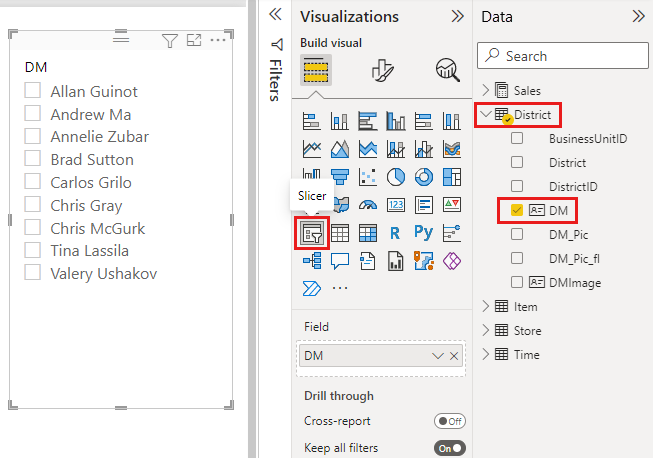 DM
Allan Guinot
Andrew Ma
Annelie Zubar
Brad Sutton
Carlos Grilo
Chris Gray
Chris McGurk
Tina Lassila
Valery Ushakov
Filters
Visualizations
Build visual
Slicer
123
R
Py
Field
DM
Drill through
Cross-report
Off
Keep all filters
On
Data
Search
Sales
District
BusinessUnitID
District
DistrictID
DM
DM_Pic
DM_Pic_fl
DMImage
Item
Store
Time